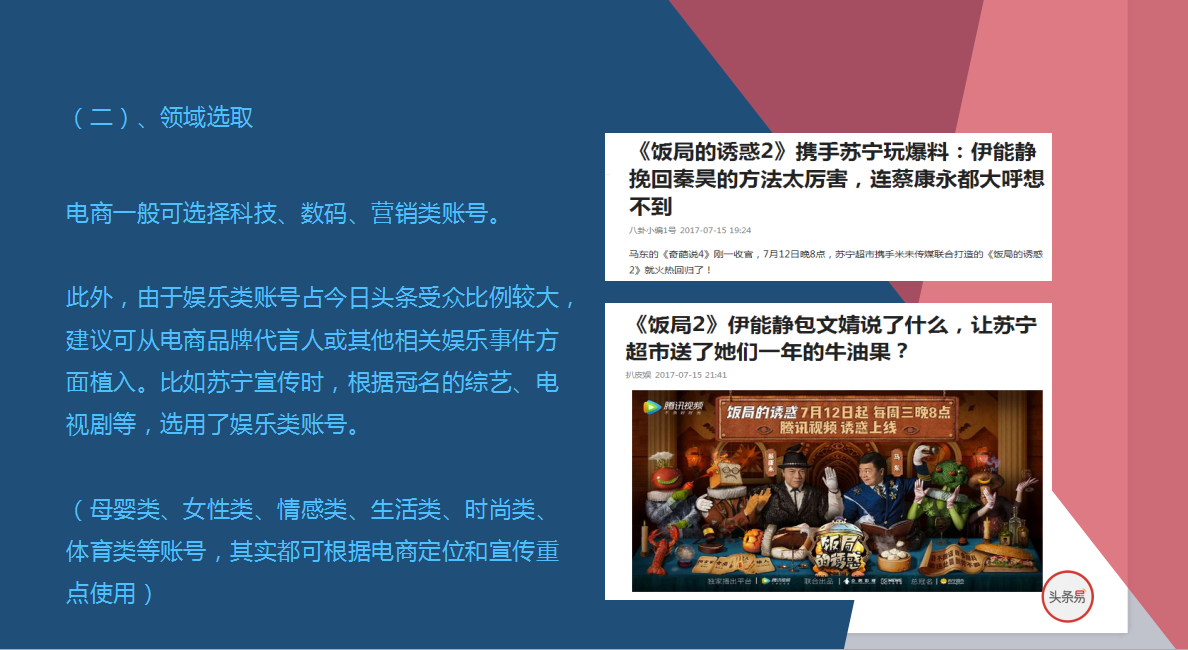 （二）、领域选取
电商一般可选择科技、数码、营销类账号。
此外，由于娱乐类账号占今日头条受众比例较大，
建议可从电商品牌代言人或其他相关娱乐事件方
面植入。比如苏宁宣传时，根据冠名的综艺、电
视剧等，选用了娱乐类账号。
（母婴类、女性类、情感类、生活类、时尚类、
体育类等账号，其实都可根据电商定位和宣传重
点使用）
《饭局的诱惑2》携手苏宁玩爆料：伊能静
挽回秦昊的方法太厉害，连蔡康永都大呼想
不到
八卦小编1号 2017-07-15 19:24
马东的《奇葩说4》刚一收官，7月12日晚8点，苏宁超市携手米未传媒联合打造的《饭局的诱惑
2》就火热回归了！
《饭局2》伊能静包文婧说了什么，让苏宁
超市送了她们一年的牛油果？
扒皮娱 2017-07-15 21:41
腾讯视频
饭局的诱惑 7月12日起 每周三晚8点
腾讯视频 诱惑上线
蔡康永
马东
饭局
的诱惑
独家播出平台 腾讯视频 联合出品 总冠名
头条易